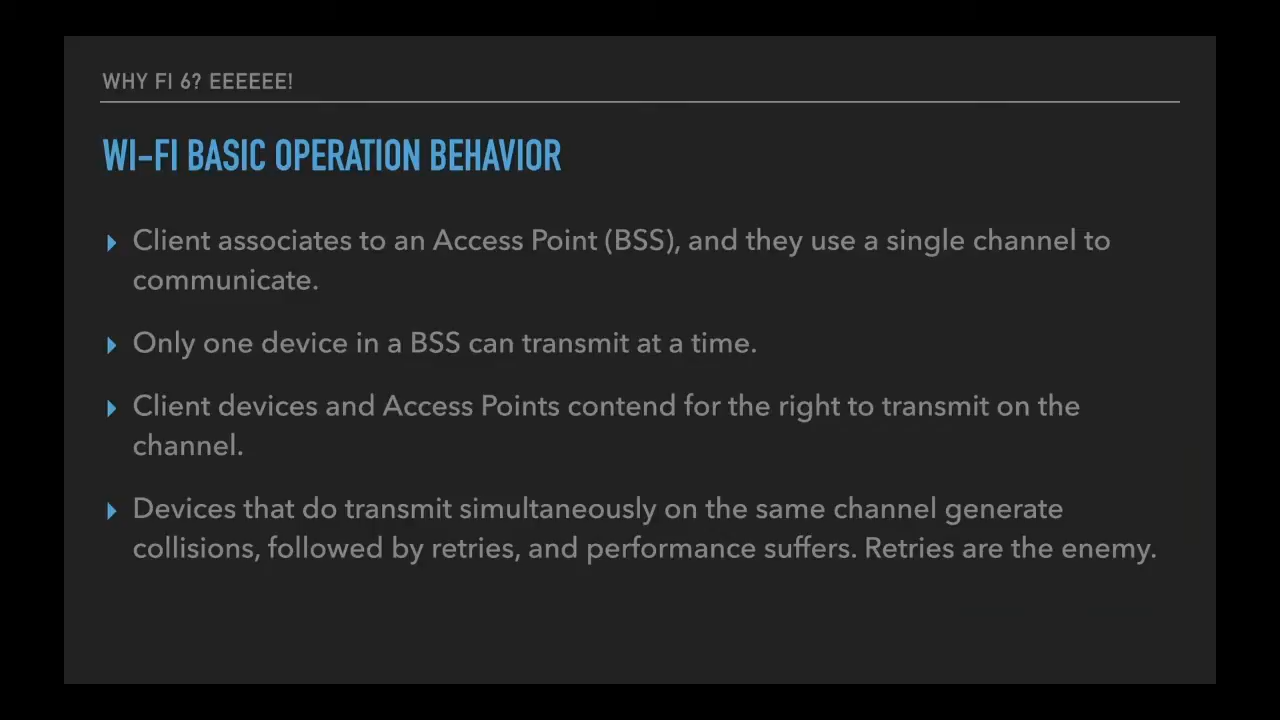 WHY FI 6? EEEEEE!
WI-FI BASIC OPERATION BEHAVIOR
Client associates to an Access Point (BSS), and they use a single channel to
communicate.
Only one device in a BSS can transmit at a time.
Client devices and Access Points contend for the right to transmit on the
channel.
Devices that do transmit simultaneously on the same channel generate
collisions, followed by retries, and performance suffers. Retries are the enemy.